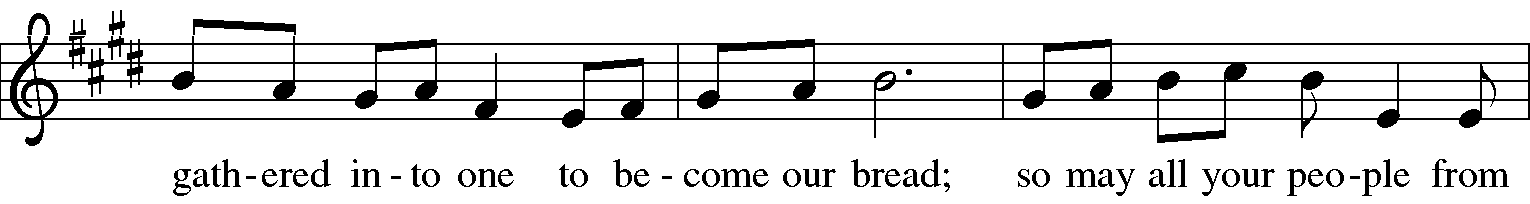 gath-ered in-to one to be-come our bread; so may all your peo-ple from